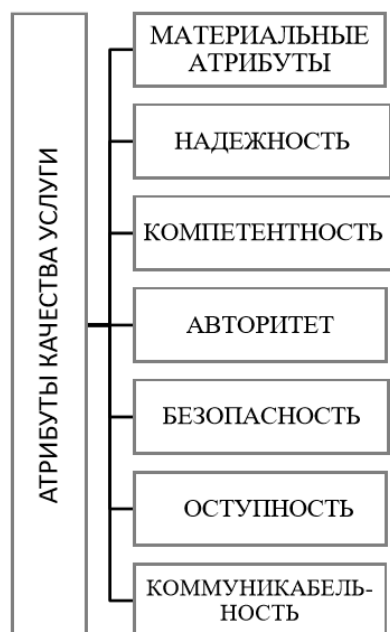 АТРИБУТЫ КАЧЕСТВА УСЛУГИ
МАТЕРИАЛЬНЫЕ
АТРИБУТЫ
НАДЕЖНОСТЬ
КОМПЕТЕНТНОСТЬ
АВТОРИТЕТ
БЕЗОПАСНОСТЬ
ОСТУПНОСТЬ
КОММУНИКАБЕЛЬ-
НОСТЬ